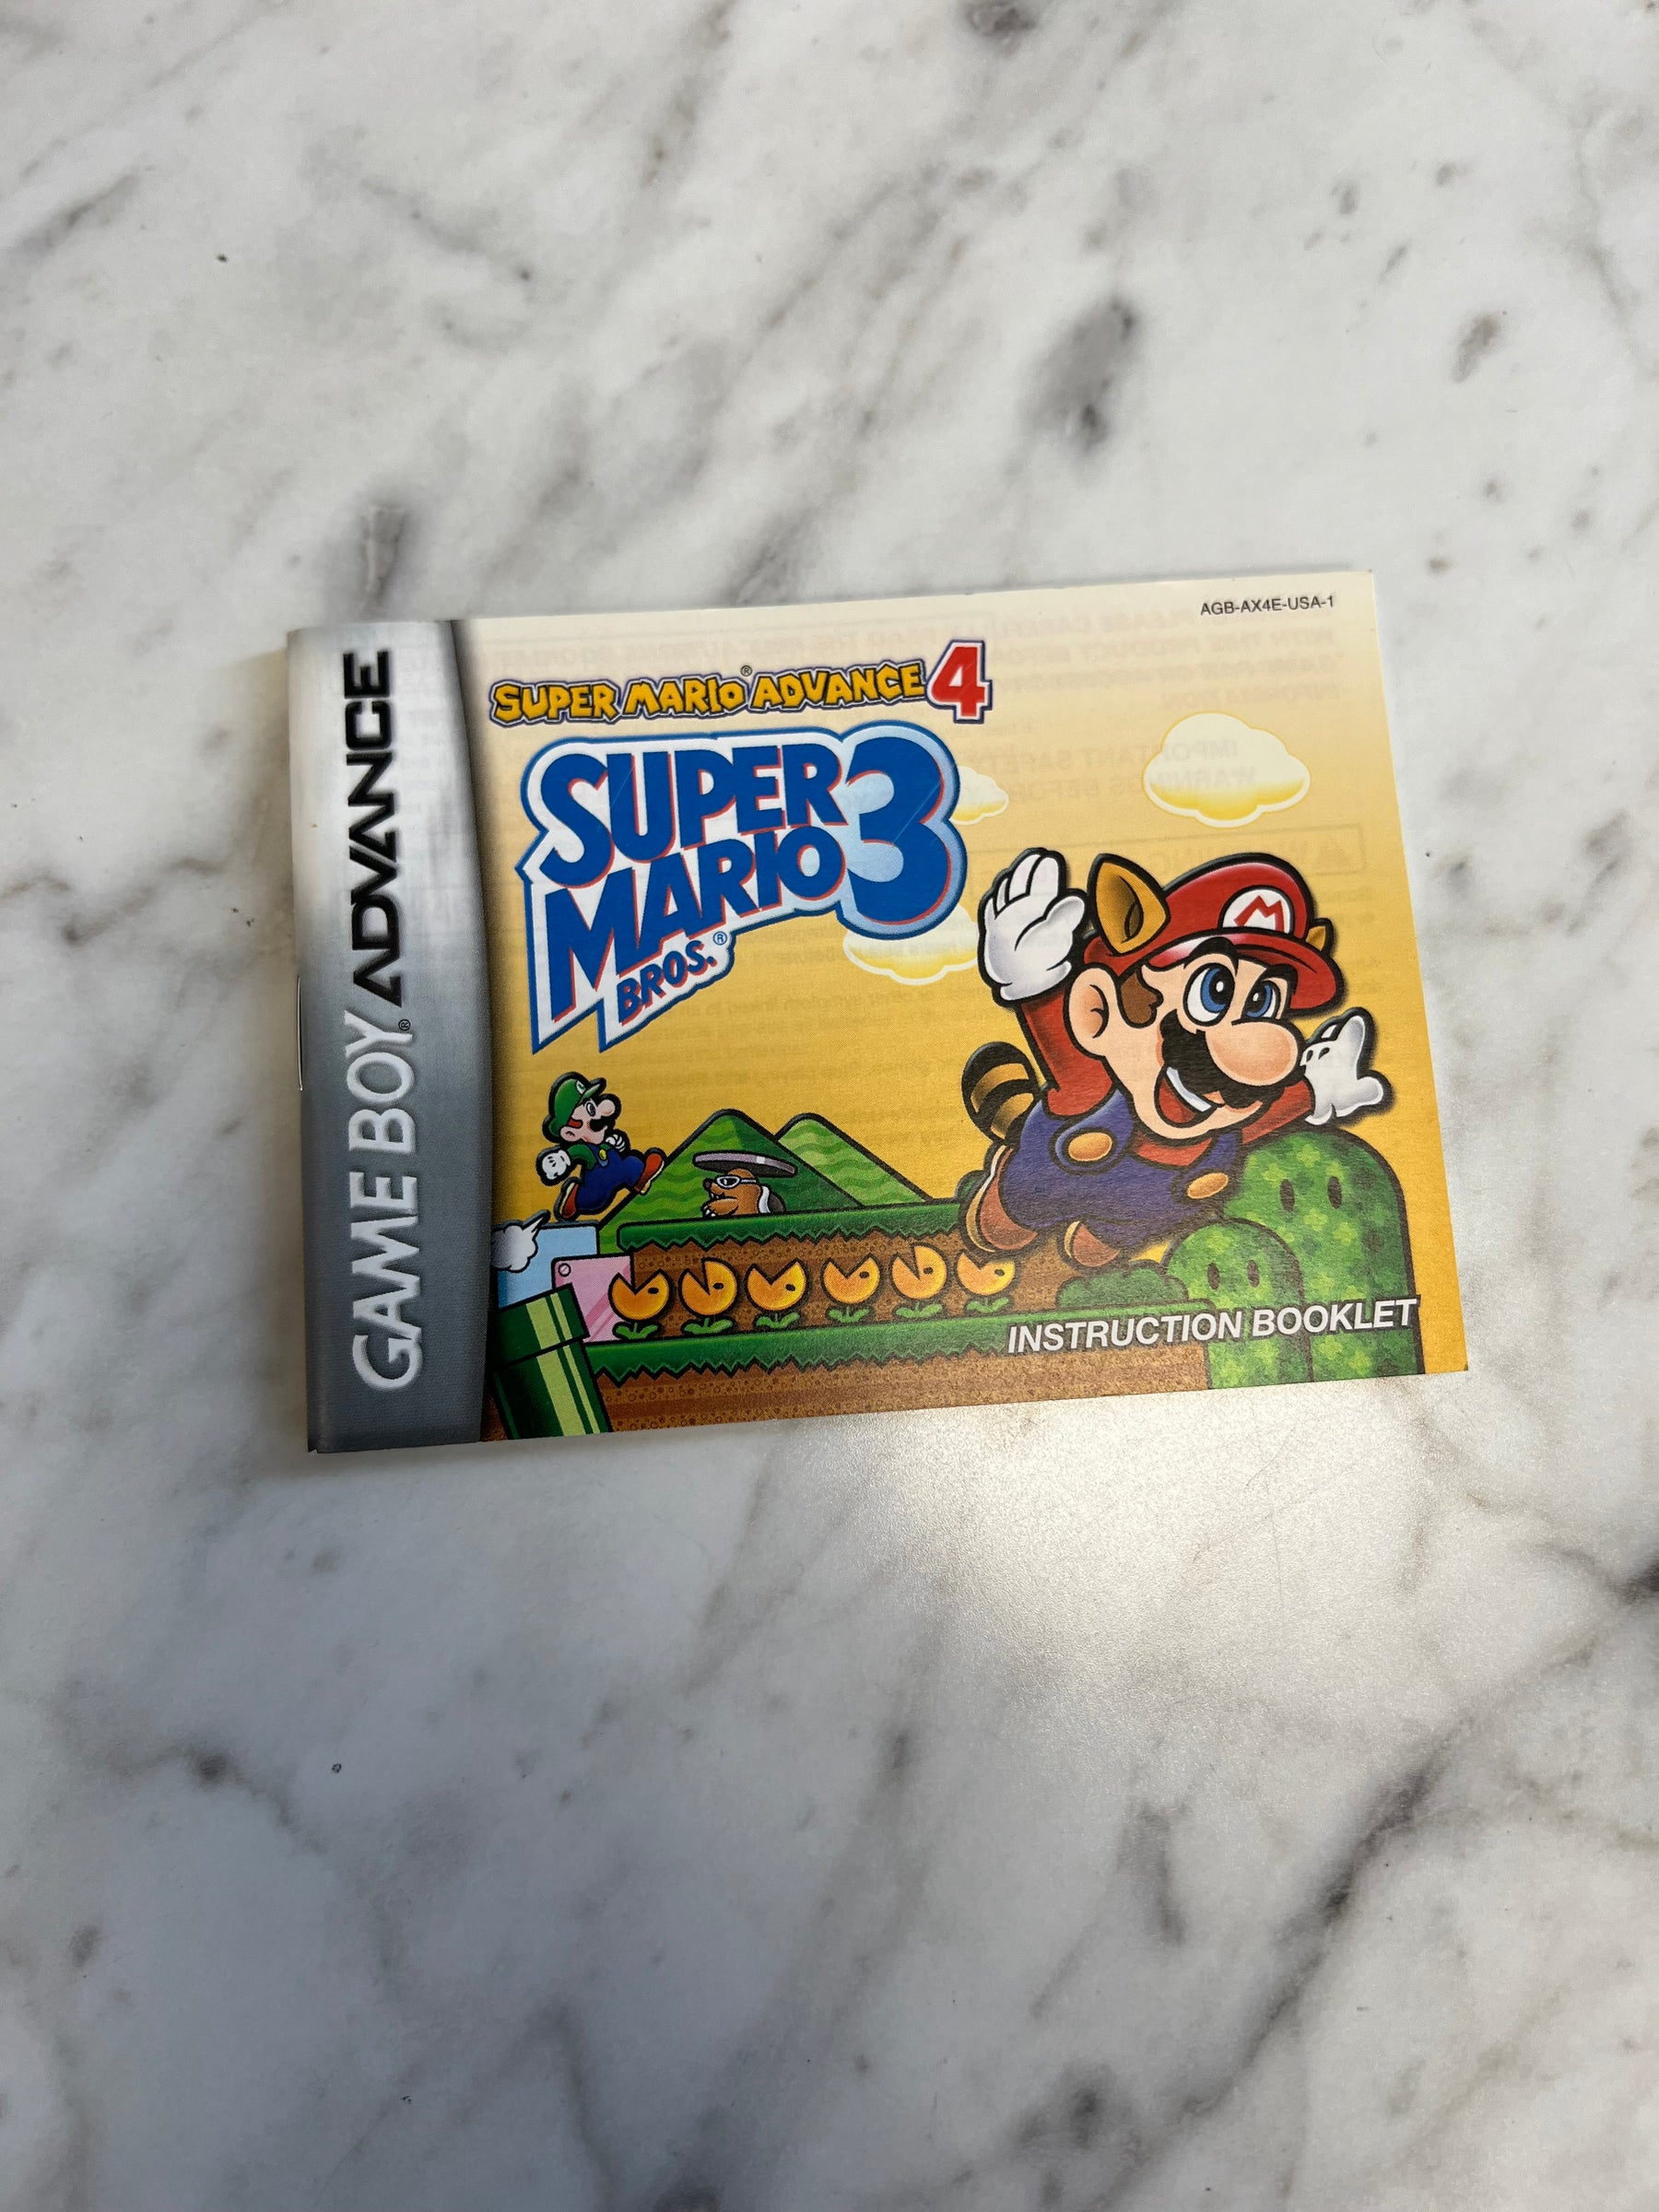 AGB-AX4E-USA-1
GAME BOY® ADVANCE
SUPER MARIO® ADVANCE 4
SUPER
MARIO 3
BROS.®
M
INSTRUCTION BOOKLET